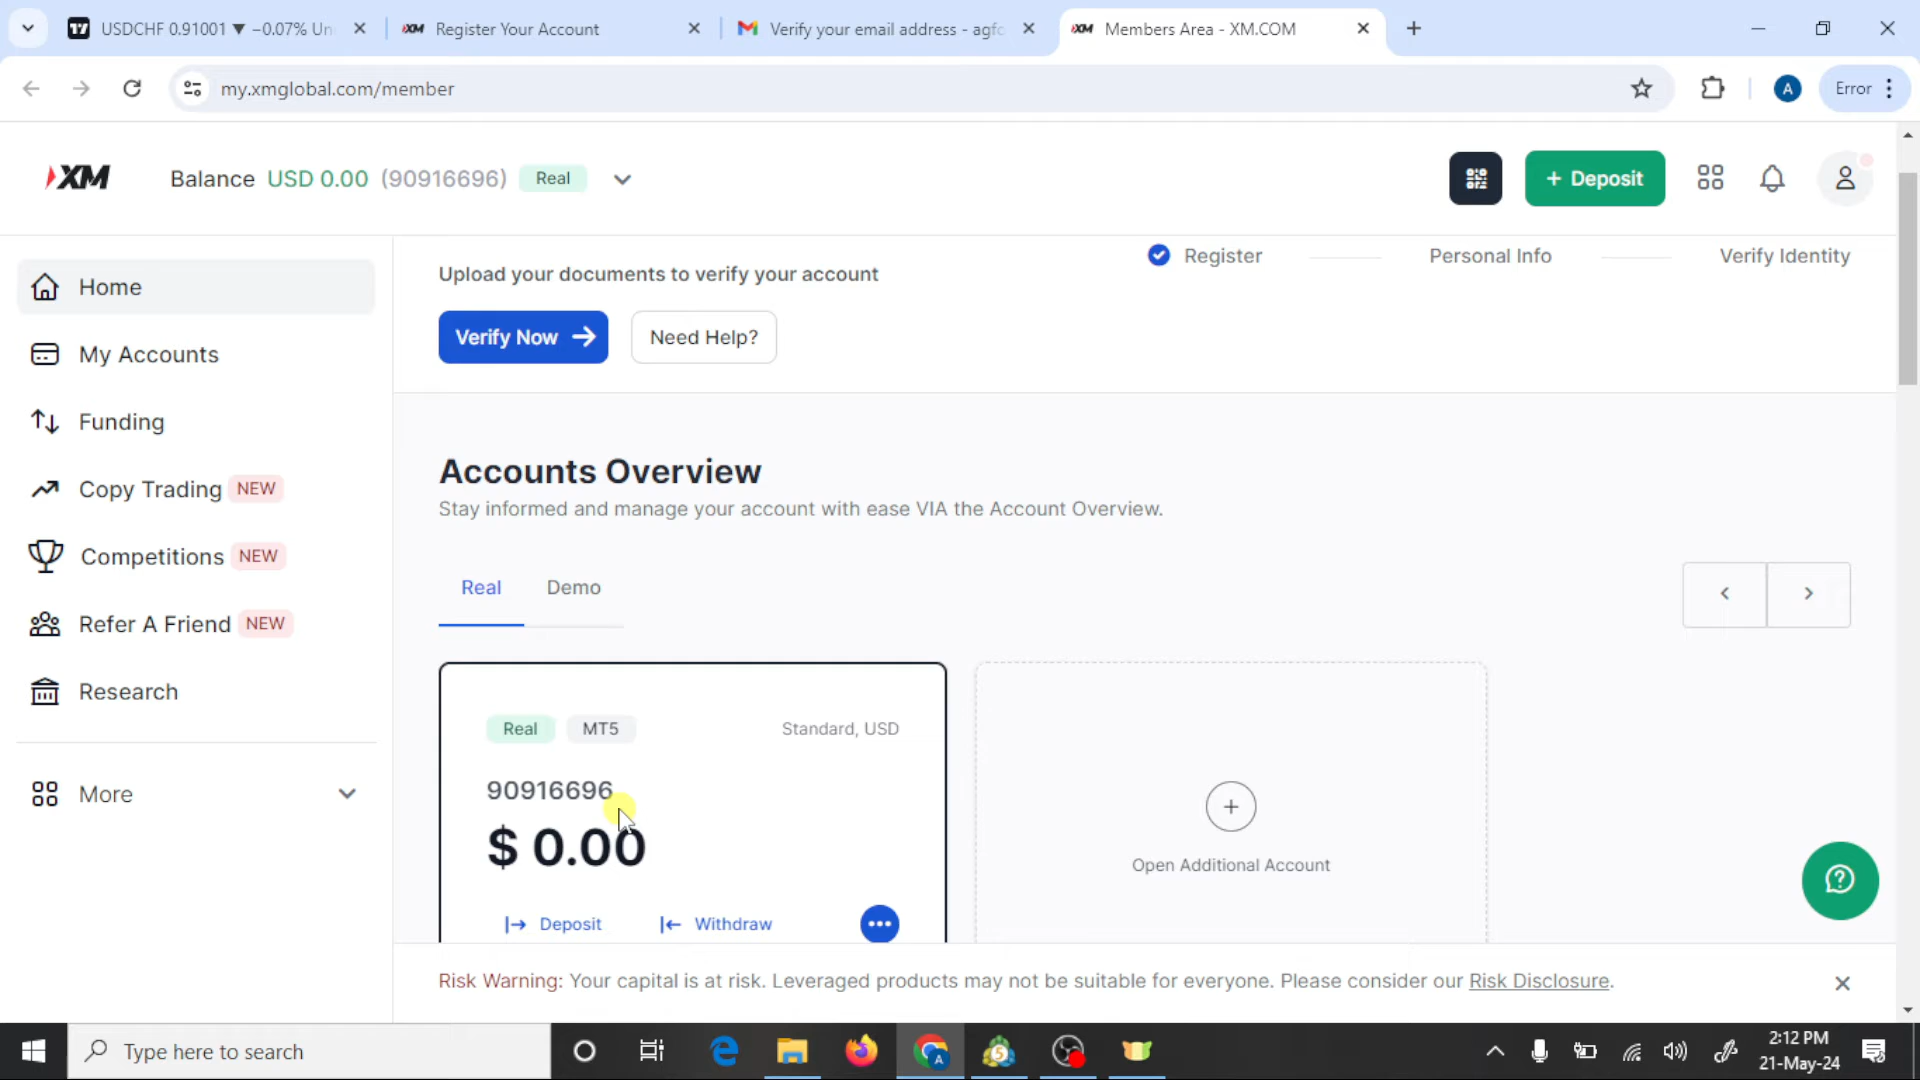 USDCHF 0.91001 ▼ −0.07% Un
Register Your Account
Verify your email address - agfc
Members Area - XM.COM
my.xmglobal.com/member
A
Error
XM
Balance USD 0.00 (90916696) Real
+ Deposit
Home
My Accounts
Funding
Copy Trading NEW
Competitions NEW
Refer A Friend NEW
Research
More
Upload your documents to verify your account
Register
Personal Info
Verify Identity
Verify Now →
Need Help?
Accounts Overview
Stay informed and manage your account with ease VIA the Account Overview.
Real
Demo
Real
MT5
Standard, USD
90916696
$ 0.00
Deposit
Withdraw
Open Additional Account
Risk Warning: Your capital is at risk. Leveraged products may not be suitable for everyone. Please consider our Risk Disclosure.
Type here to search
2:12 PM
21-May-24